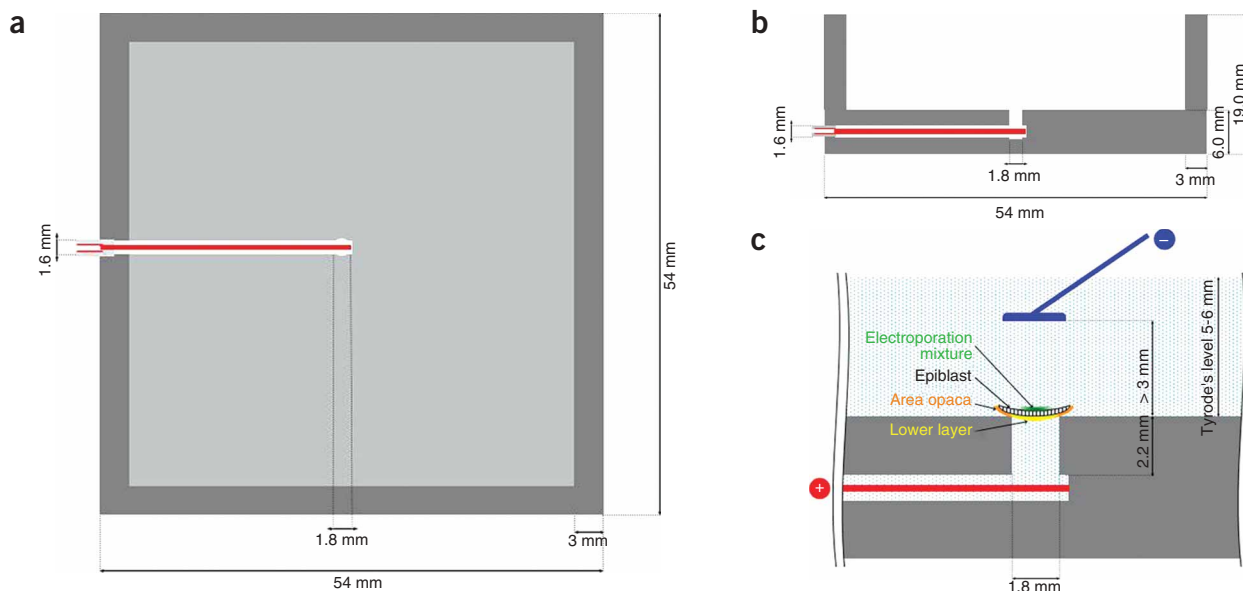 a
1.6 mm
54 mm
1.8 mm
3 mm
54 mm
b
1.6 mm
1.8 mm
3 mm
6.0 mm
19.0 mm
54 mm
c
−
Electroporation
mixture
Epiblast
Area opaca
Lower layer
> 3 mm
2.2 mm
Tyrode's level 5-6 mm
+
1.8 mm